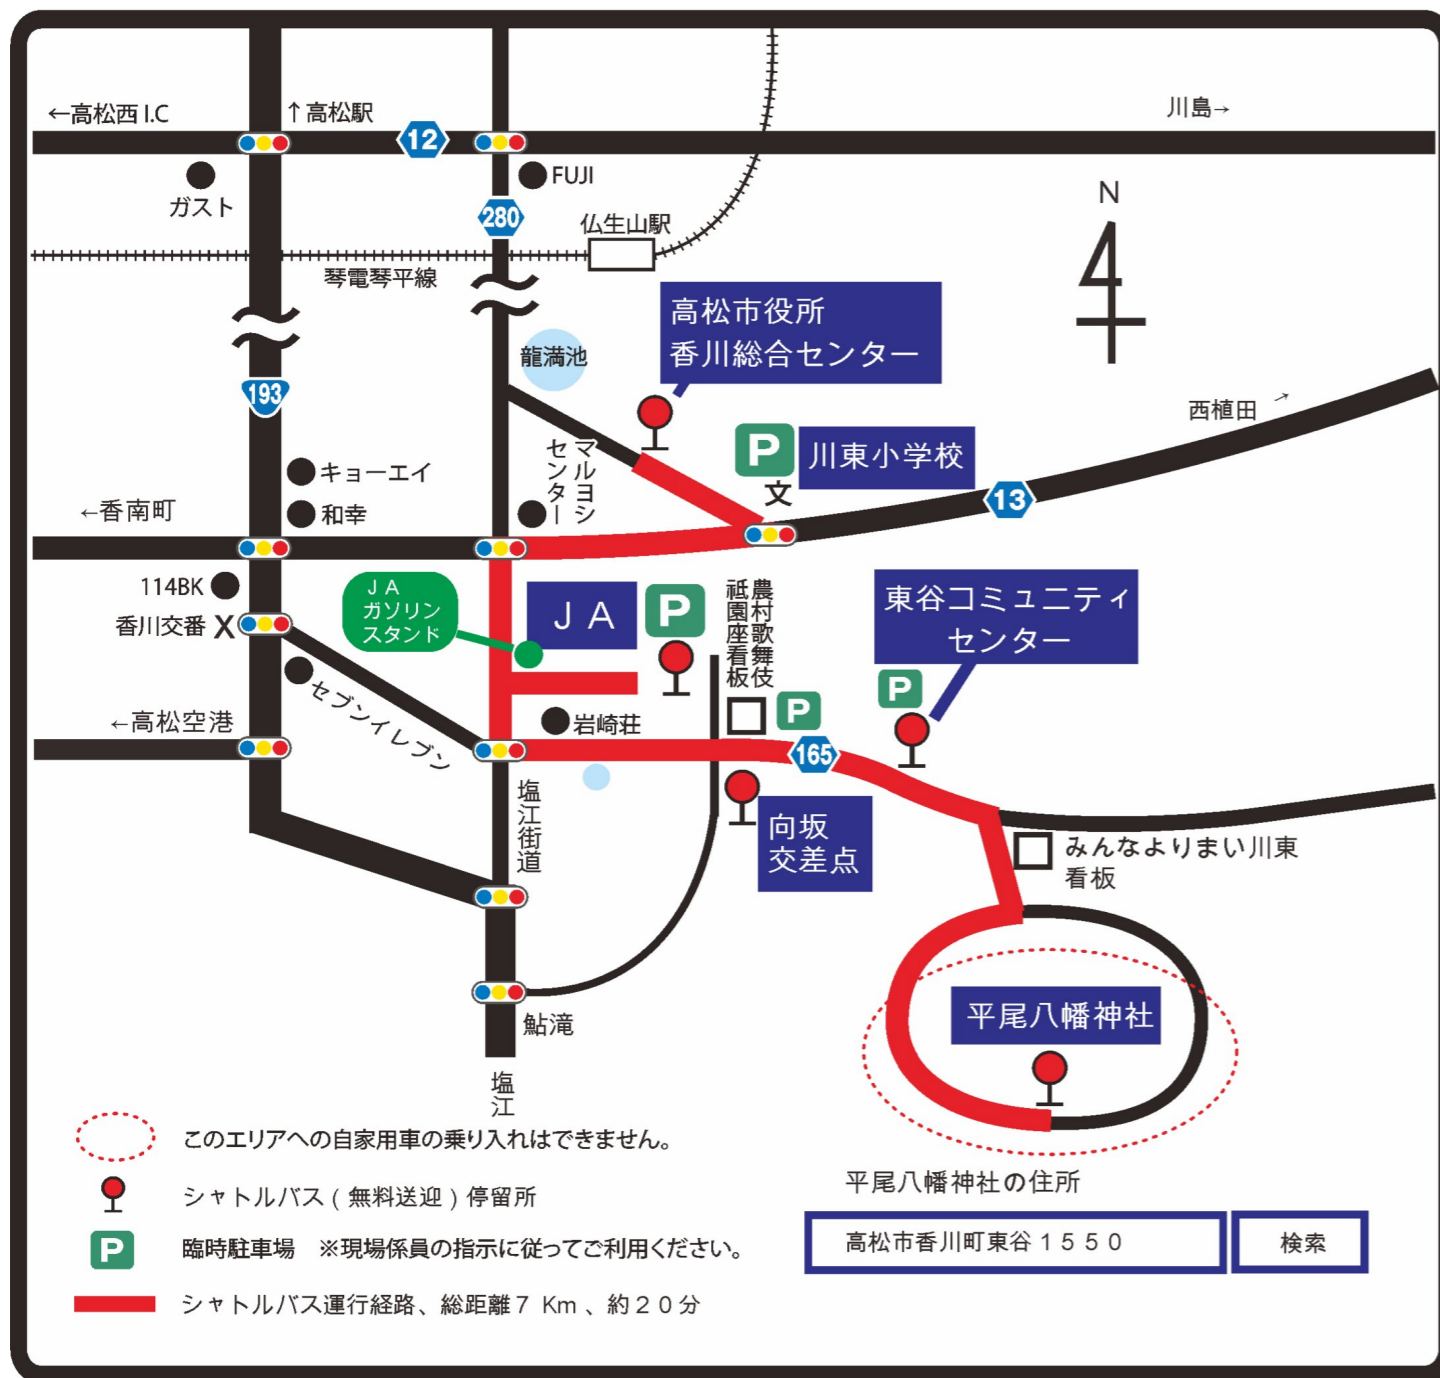 ←高松西 I.C
↑高松駅
12
川島→
ガスト
FUJI
280
仏生山駅
琴電琴平線
N
高松市役所
香川総合センター
龍満池
193
西植田 →
マルヨシ
センター
P
川東小学校
文
キョーエイ
和幸
←香南町
13
114BK
香川交番 X
JA
ガソリン
スタンド
JA
P
農村歌舞伎
祗園座看板
東谷コミュニティ
センター
P
セブンイレブン
←高松空港
岩崎荘
P
165
塩江街道
向坂
交差点
みんなよりまい川東
看板
平尾八幡神社
鮎滝
塩江
このエリアへの自家用車の乗り入れはできません。
シャトルバス ( 無料送迎 ) 停留所
P 臨時駐車場 ※現場係員の指示に従ってご利用ください。
シャトルバス運行経路、総距離７ Km 、約２０分
平尾八幡神社の住所
高松市香川町東谷１５５０
検索